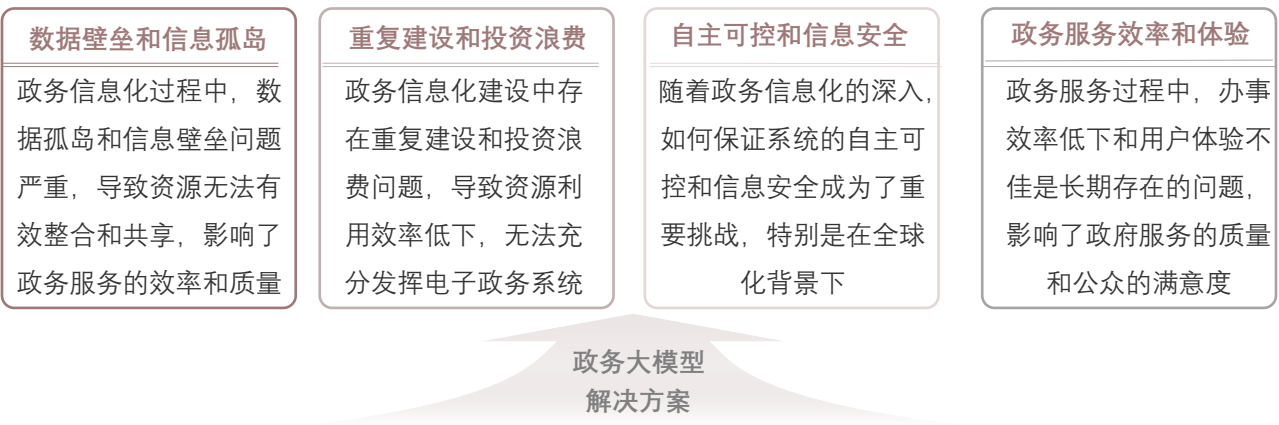 数据壁垒和信息孤岛
政务信息化过程中，数
据孤岛和信息壁垒问题
严重，导致资源无法有
效整合和共享，影响了
政务服务的效率和质量
重复建设和投资浪费
政务信息化建设中存
在重复建设和投资浪
费问题，导致资源利
用效率低下，无法充
分发挥电子政务系统
自主可控和信息安全
随着政务信息化的深入，
如何保证系统的自主可
控和信息安全成为了重
要挑战，特别是在全球
化背景下
政务服务效率和体验
政务服务过程中，办事
效率低下和用户体验不
佳是长期存在的问题，
影响了政府服务的质量
和公众的满意度
政务大模型
解决方案